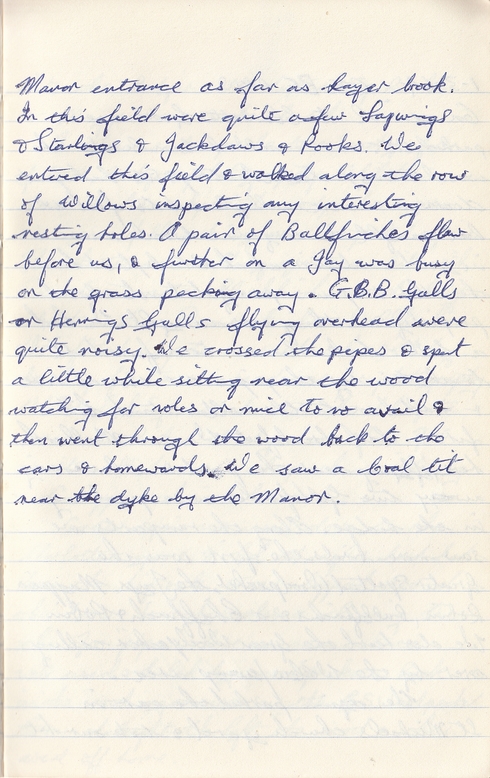 Manor entrance as far as Layer brook.
In this field were quite a few Lapwings
& Starlings & Jackdaws & Rooks. We
entered this field & walked along the row
of Willows inspecting any interesting
nesting holes. A pair of Bullfinches flew
before us, & further on a Jay was busy
on the grass pecking away. G.B.B. Gulls
or Herrings Gulls flying overhead were
quite noisy. We crossed the pipes & spent
a little while sitting near the wood
watching for voles or mice to no avail &
then went through the wood back to the
cars & homewards. We saw a Coal tit
near the dyke by the Manor.